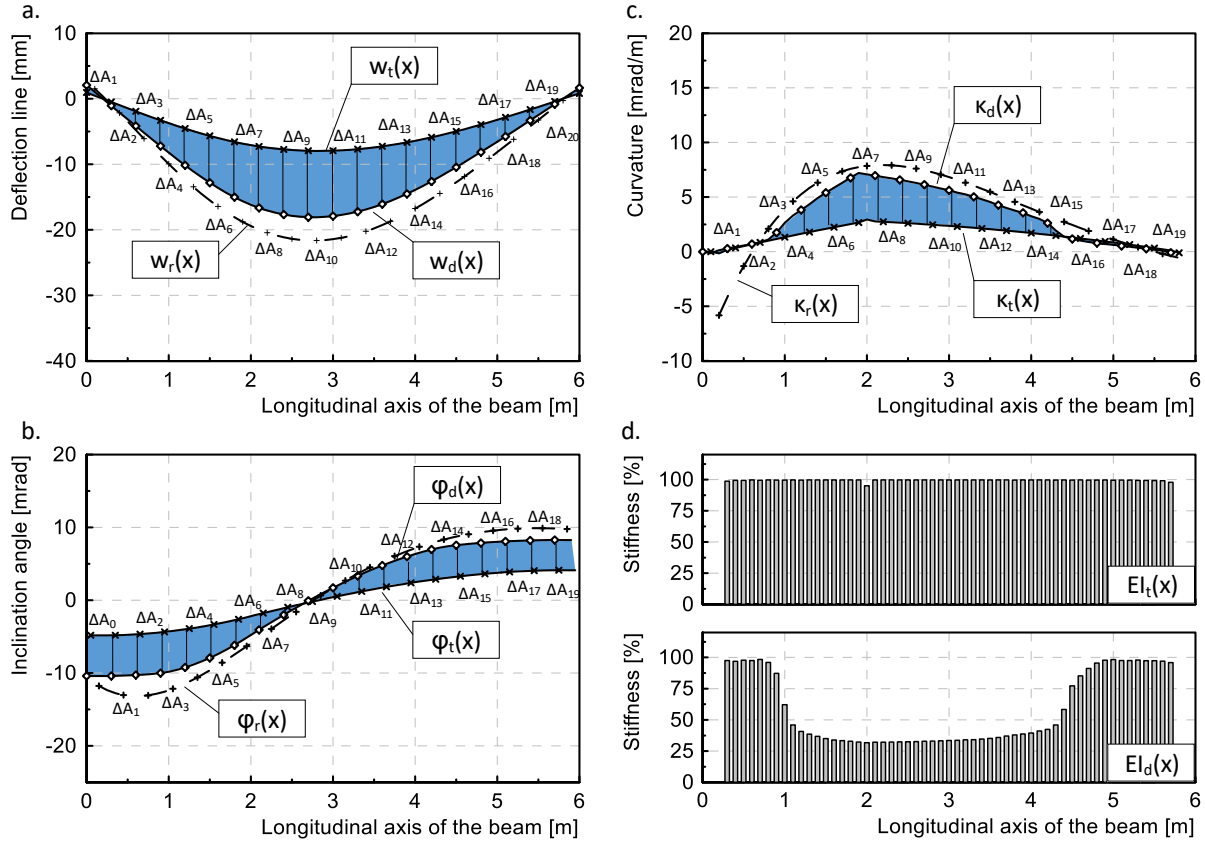 a.
Deflection line [mm]
10
0
-10
-20
-30
-40
ΔA₁
ΔA₂
ΔA₃
ΔA₄
ΔA₅
ΔA₆
ΔA₇
ΔA₈
ΔA₉
ΔA₁₀
ΔA₁₁
ΔA₁₂
ΔA₁₃
ΔA₁₄
ΔA₁₅
ΔA₁₆
ΔA₁₇
ΔA₁₈
ΔA₁₉
ΔA₂₀
wₜ(x)
wᵣ(x)
w_d(x)
0 1 2 3 4 5 6
Longitudinal axis of the beam [m]
c.
Curvature [mrad/m]
20
15
10
5
0
-5
-10
ΔA₁
ΔA₂
ΔA₃
ΔA₄
ΔA₅
ΔA₆
ΔA₇
ΔA₈
ΔA₉
ΔA₁₀
ΔA₁₁
ΔA₁₂
ΔA₁₃
ΔA₁₄
ΔA₁₅
ΔA₁₆
ΔA₁₇
ΔA₁₈
ΔA₁₉
κ_d(x)
κᵣ(x)
κₜ(x)
0 1 2 3 4 5 6
Longitudinal axis of the beam [m]
b.
Inclination angle [mrad]
20
10
0
-10
-20
ΔA₀
ΔA₁
ΔA₂
ΔA₃
ΔA₄
ΔA₅
ΔA₆
ΔA₇
ΔA₈
ΔA₉
ΔA₁₀
ΔA₁₁
ΔA₁₂
ΔA₁₃
ΔA₁₄
ΔA₁₅
ΔA₁₆
ΔA₁₇
ΔA₁₈
ΔA₁₉
φ_d(x)
φₜ(x)
φᵣ(x)
0 1 2 3 4 5 6
Longitudinal axis of the beam [m]
d.
Stiffness [%]
100
75
50
25
0
EIₜ(x)
Stiffness [%]
100
75
50
25
0
EI_d(x)
0 1 2 3 4 5 6
Longitudinal axis of the beam [m]